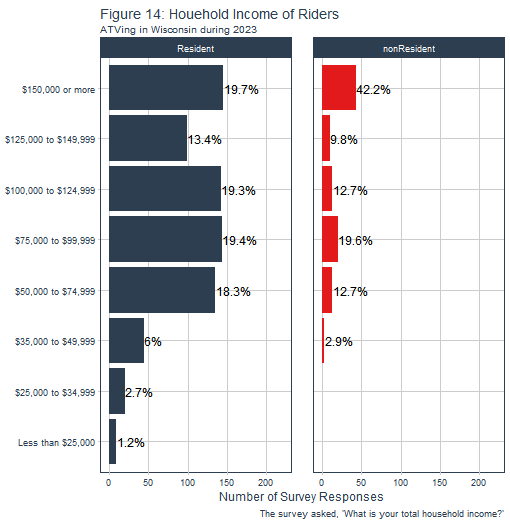 Figure 14: Houehold Income of Riders
ATVing in Wisconsin during 2023
Resident
nonResident
$150,000 or more
19.7%
42.2%
$125,000 to $149,999
13.4%
9.8%
$100,000 to $124,999
19.3%
12.7%
$75,000 to $99,999
19.4%
19.6%
$50,000 to $74,999
18.3%
12.7%
$35,000 to $49,999
6%
2.9%
$25,000 to $34,999
2.7%
Less than $25,000
1.2%
0 50 100 150 200
0 50 100 150 200
Number of Survey Responses
The survey asked, 'What is your total household income?'